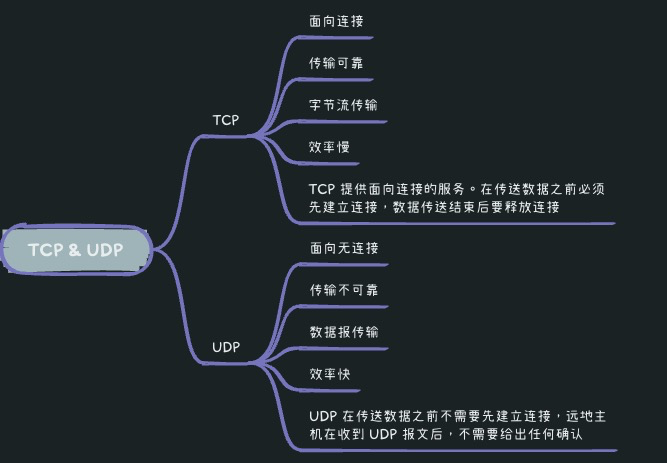 TCP & UDP
TCP
面向连接
传输可靠
字节流传输
效率慢
TCP 提供面向连接的服务。在传送数据之前必须
先建立连接，数据传送结束后要释放连接
UDP
面向无连接
传输不可靠
数据报传输
效率快
UDP 在传送数据之前不需要先建立连接，远地主
机在收到 UDP 报文后，不需要给出任何确认